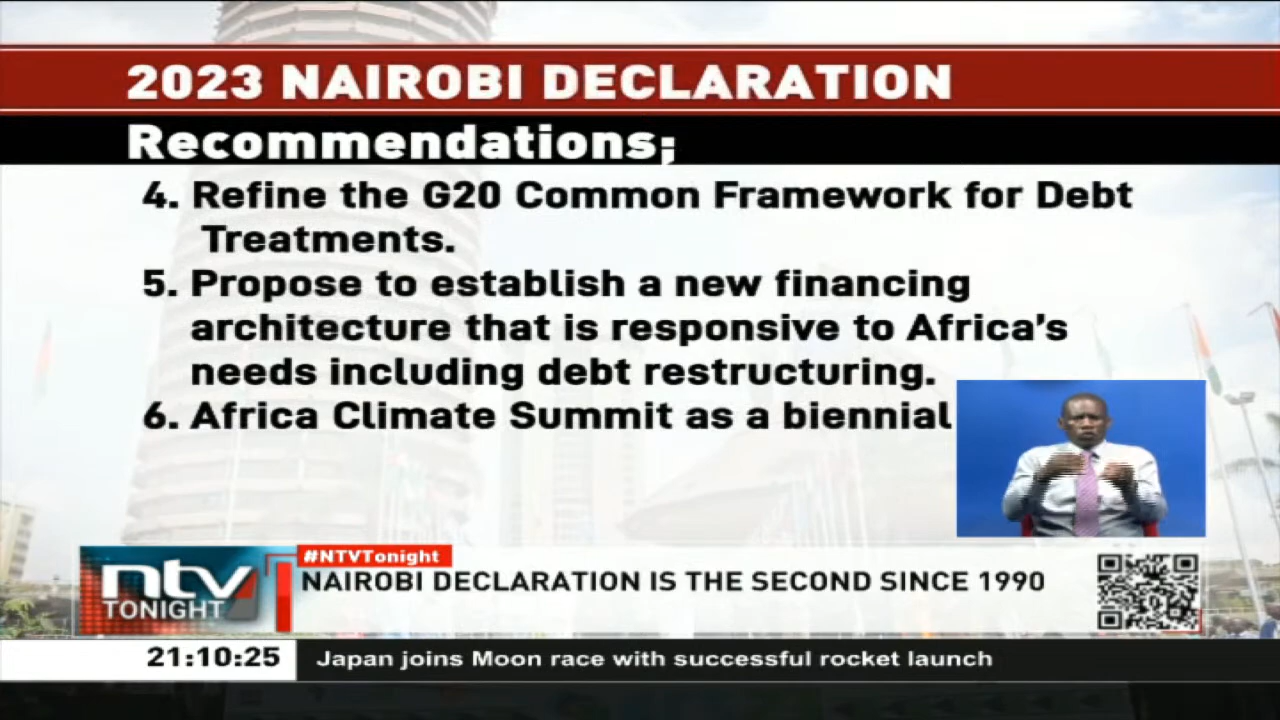 2023 NAIROBI DECLARATION
Recommendations;
4. Refine the G20 Common Framework for Debt
Treatments.
5. Propose to establish a new financing
architecture that is responsive to Africa's
needs including debt restructuring.
6. Africa Climate Summit as a biennial
#NTVTonight
ntv
TONIGHT
NAIROBI DECLARATION IS THE SECOND SINCE 1990
21:10:25
Japan joins Moon race with successful rocket launch